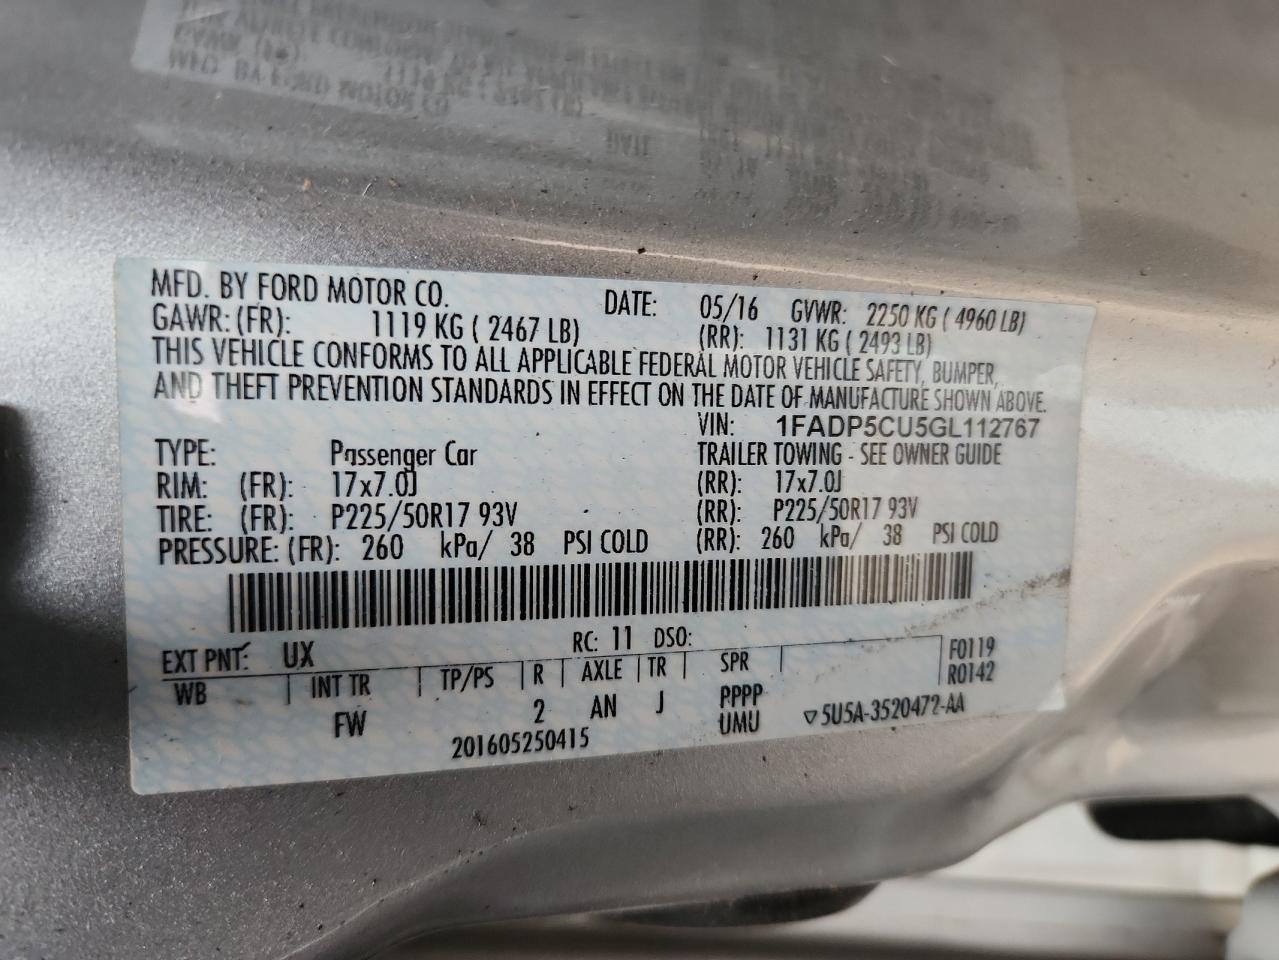 MFD. BY FORD MOTOR CO.
DATE: 05/16 GVWR: 2250 KG ( 4960 LB)
GAWR: (FR): 1119 KG ( 2467 LB) (RR): 1131 KG ( 2493 LB)
THIS VEHICLE CONFORMS TO ALL APPLICABLE FEDERAL MOTOR VEHICLE SAFETY, BUMPER,
AND THEFT PREVENTION STANDARDS IN EFFECT ON THE DATE OF MANUFACTURE SHOWN ABOVE.
VIN: 1FADP5CU5GL112767
TYPE: Passenger Car TRAILER TOWING - SEE OWNER GUIDE
RIM: (FR): 17x7.0J (RR): 17x7.0J
TIRE: (FR): P225/50R17 93V (RR): P225/50R17 93V
PRESSURE: (FR): 260 kPa/ 38 PSI COLD (RR): 260 kPa/ 38 PSI COLD
EXT PNT: UX RC: 11 DSO: F0119
WB INT TR TP/PS R AXLE TR SPR R0142
FW 2 AN J PPPP
UMU ▽5U5A-3520472-AA
201605250415